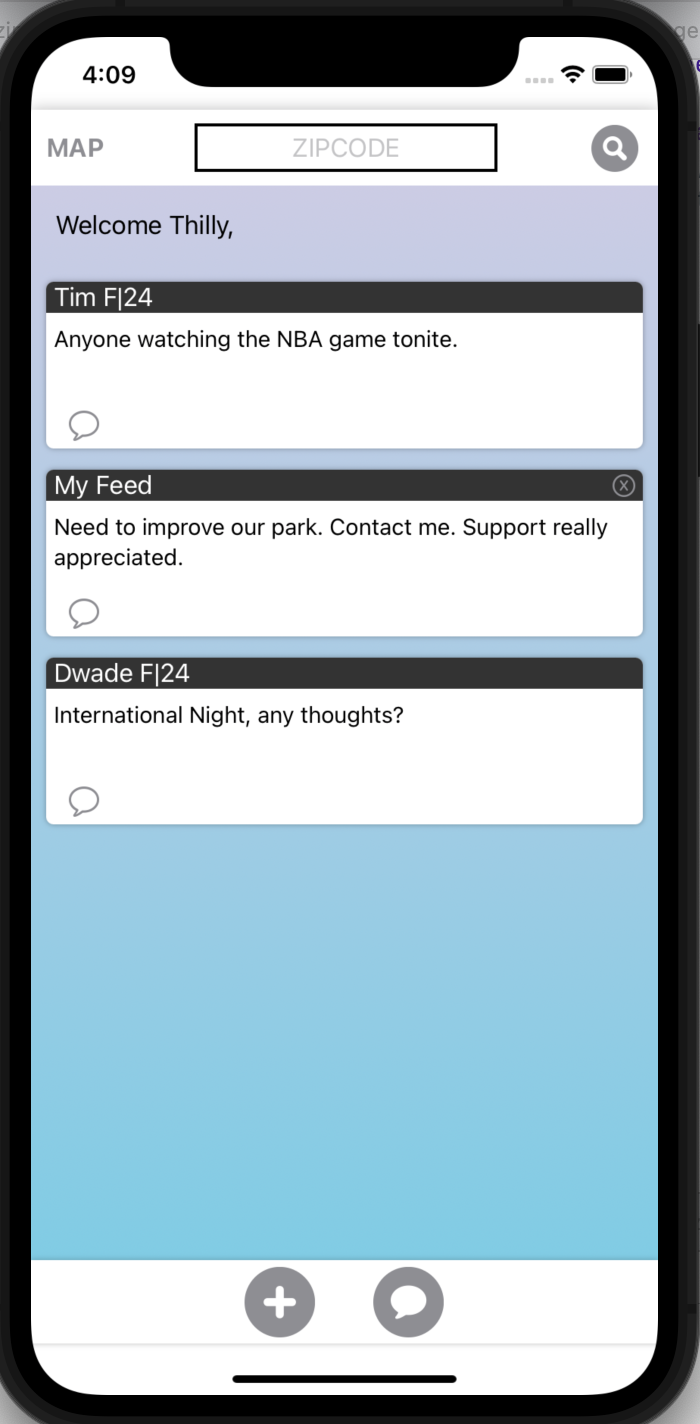 4:09
MAP
ZIPCODE
Welcome Thilly,
Tim F|24
Anyone watching the NBA game tonite.
My Feed
Need to improve our park. Contact me. Support really
appreciated.
Dwade F|24
International Night, any thoughts?